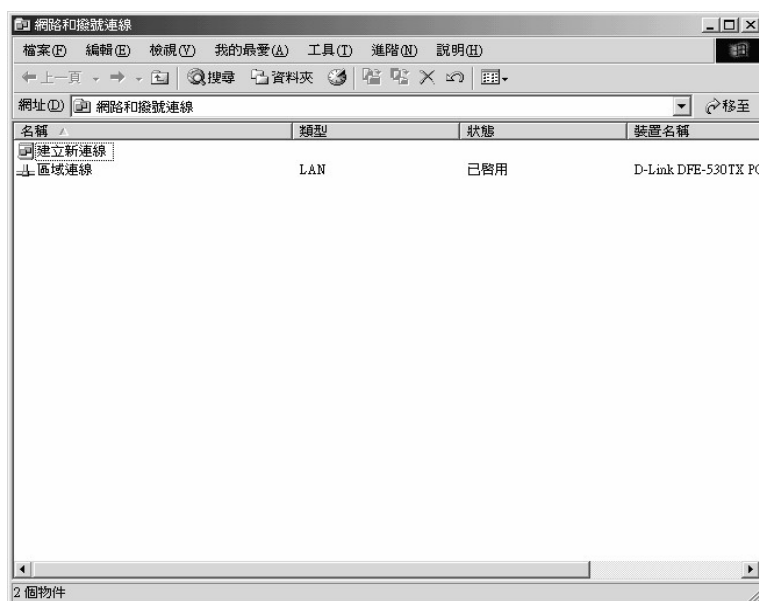 網路和撥號連線
檔案(F) 編輯(E) 檢視(V) 我的最愛(A) 工具(T) 進階(N) 說明(H)
上一頁 搜尋 資料夾
網址(D) 網路和撥號連線 移至
名稱 類型 狀態 裝置名稱
建立新連線
區域連線 LAN 已啓用 D-Link DFE-530TX PC
2 個物件